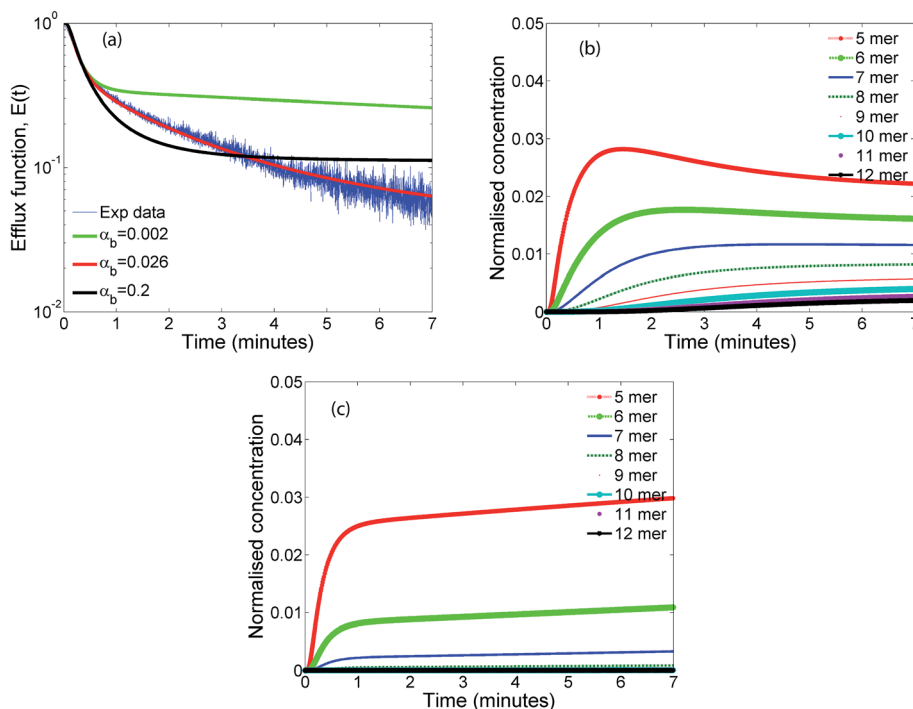 (a)
Efflux function, E(t)
10⁰
10⁻¹
10⁻²
Exp data
α_b=0.002
α_b=0.026
α_b=0.2
0 1 2 3 4 5 6 7
Time (minutes)
(b)
Normalised concentration
0.05
0.04
0.03
0.02
0.01
0
5 mer
6 mer
7 mer
8 mer
9 mer
10 mer
11 mer
12 mer
0 1 2 3 4 5 6 7
Time (minutes)
(c)
Normalised concentration
0.05
0.04
0.03
0.02
0.01
0
5 mer
6 mer
7 mer
8 mer
9 mer
10 mer
11 mer
12 mer
0 1 2 3 4 5 6 7
Time (minutes)